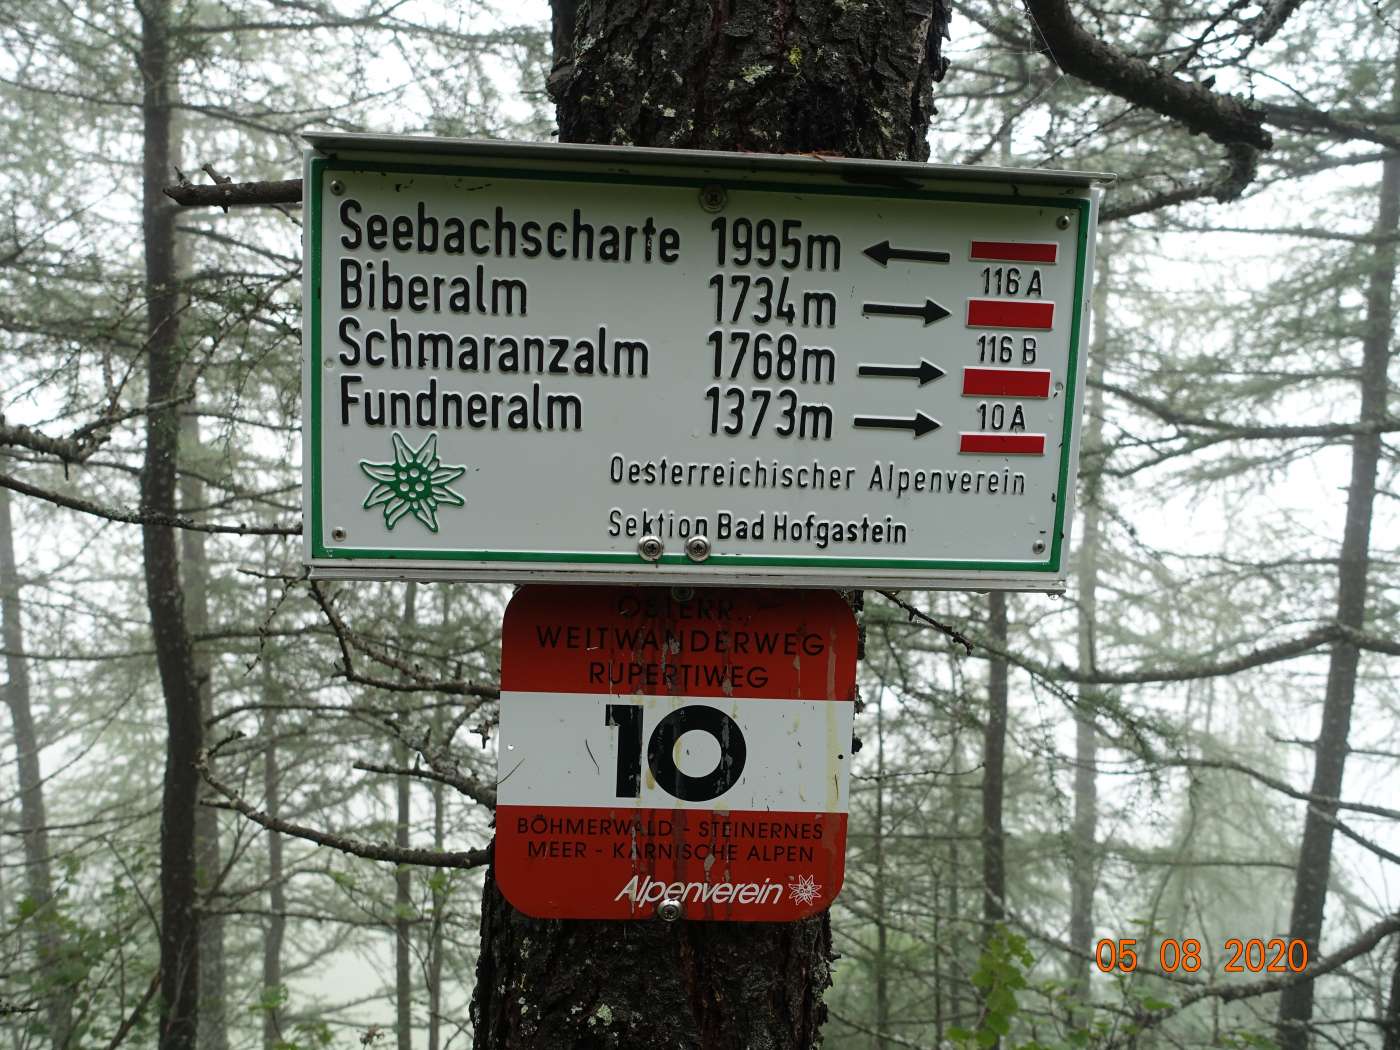 Seebachscharte 1995m
116 A
Biberalm 1734m
116 B
Schmaranzalm 1768m
10 A
Fundneralm 1373m
Oesterreichischer Alpenverein
Sektion Bad Hofgastein
ÖSTERR.
WEITWANDERWEG
RUPERTIWEG
10
BÖHMERWALD - STEINERNES
MEER - KARNISCHE ALPEN
Alpenverein
05 08 2020